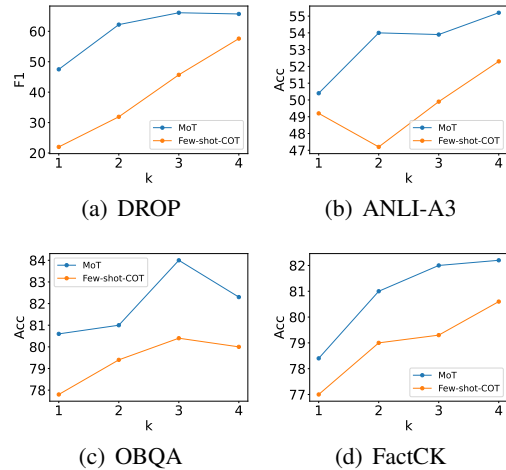 60
50
40
30
20
F1
MoT
Few-shot-COT
1 2 3 4
k
(a) DROP
55
54
53
52
51
50
49
48
47
Acc
MoT
Few-shot-COT
1 2 3 4
k
(b) ANLI-A3
84
83
82
81
80
79
78
Acc
MoT
Few-shot-COT
1 2 3 4
k
(c) OBQA
82
81
80
79
78
77
Acc
MoT
Few-shot-COT
1 2 3 4
k
(d) FactCK